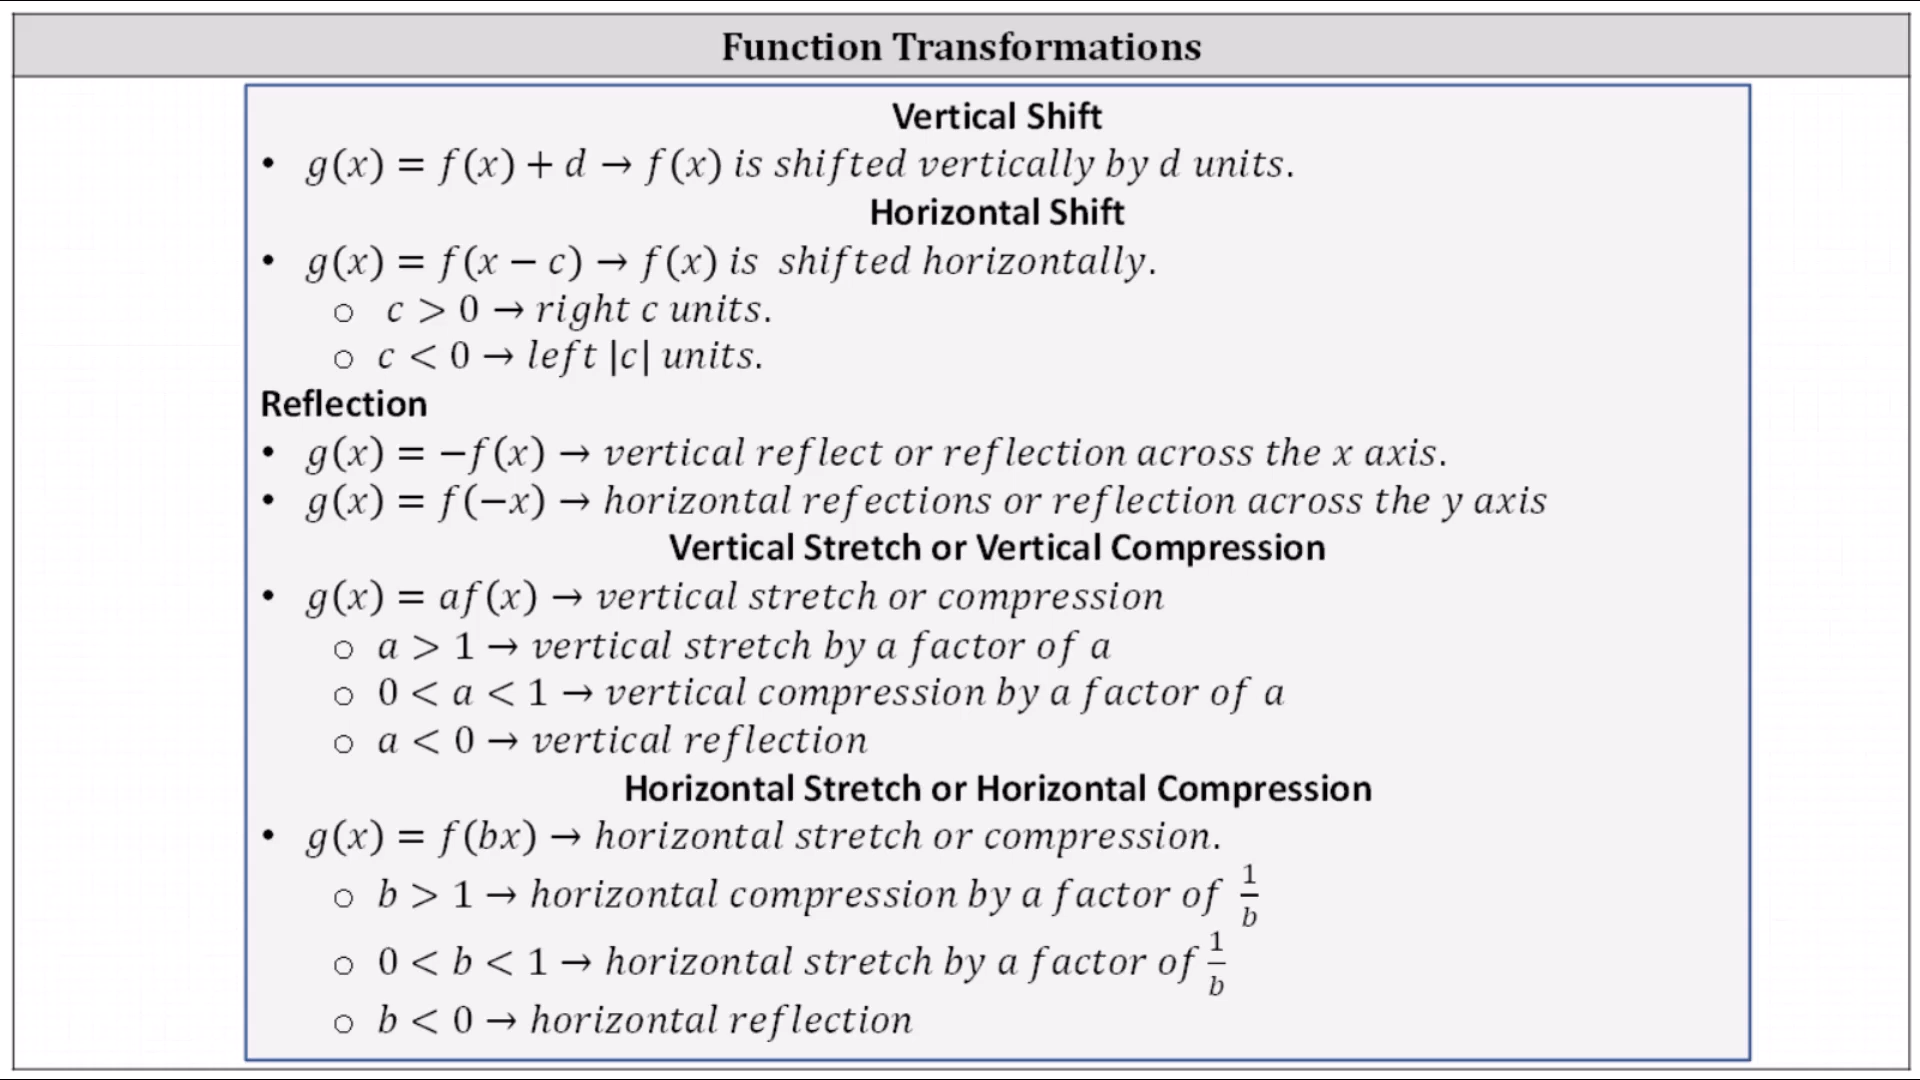 Function Transformations
Vertical Shift
• g(x) = f(x) + d → f(x) is shifted vertically by d units.
Horizontal Shift
• g(x) = f(x − c) → f(x) is shifted horizontally.
○ c > 0 → right c units.
○ c < 0 → left |c| units.
Reflection
• g(x) = −f(x) → vertical reflect or reflection across the x axis.
• g(x) = f(−x) → horizontal refections or reflection across the y axis
Vertical Stretch or Vertical Compression
• g(x) = af(x) → vertical stretch or compression
○ a > 1 → vertical stretch by a factor of a
○ 0 < a < 1 → vertical compression by a factor of a
○ a < 0 → vertical reflection
Horizontal Stretch or Horizontal Compression
• g(x) = f(bx) → horizontal stretch or compression.
○ b > 1 → horizontal compression by a factor of 1/b
○ 0 < b < 1 → horizontal stretch by a factor of 1/b
○ b < 0 → horizontal reflection